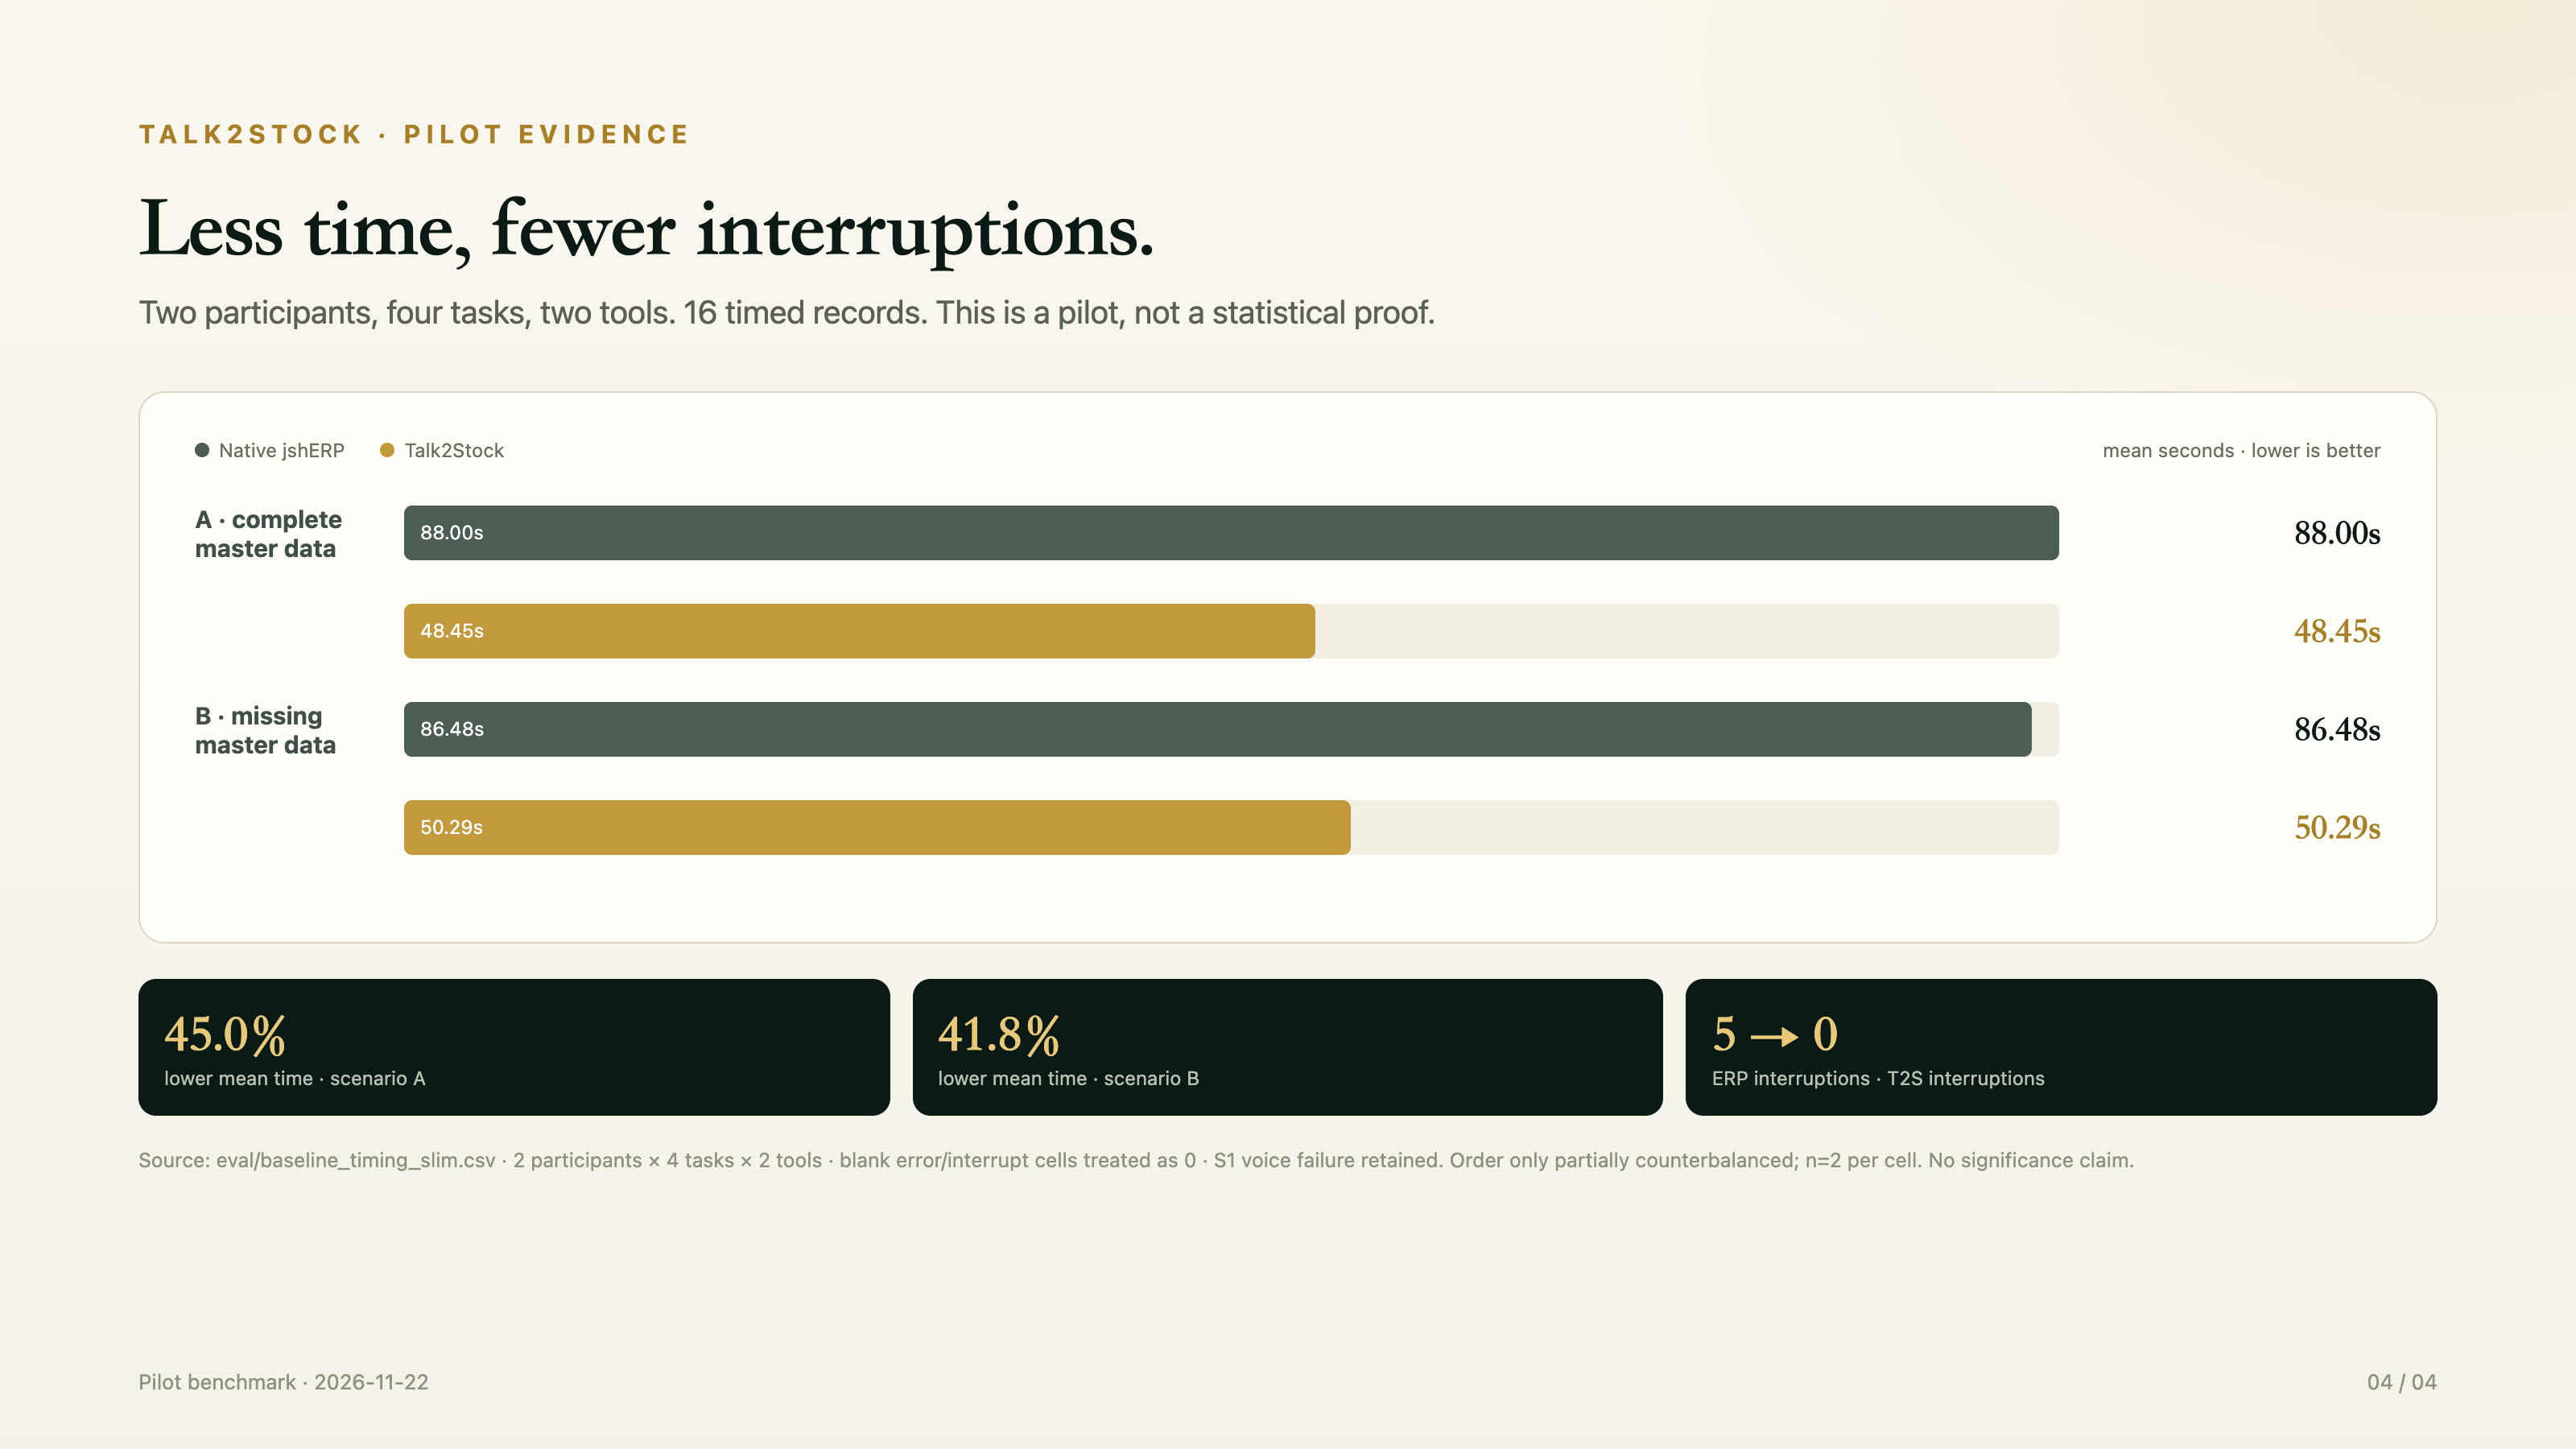 TALK2STOCK · PILOT EVIDENCE
Less time, fewer interruptions.
Two participants, four tasks, two tools. 16 timed records. This is a pilot, not a statistical proof.
Native jshERP
Talk2Stock
mean seconds · lower is better
A · complete
master data
88.00s
88.00s
48.45s
48.45s
B · missing
master data
86.48s
86.48s
50.29s
50.29s
45.0%
lower mean time · scenario A
41.8%
lower mean time · scenario B
5 → 0
ERP interruptions · T2S interruptions
Source: eval/baseline_timing_slim.csv · 2 participants × 4 tasks × 2 tools · blank error/interrupt cells treated as 0 · S1 voice failure retained. Order only partially counterbalanced; n=2 per cell. No significance claim.
Pilot benchmark · 2026-11-22
04 / 04